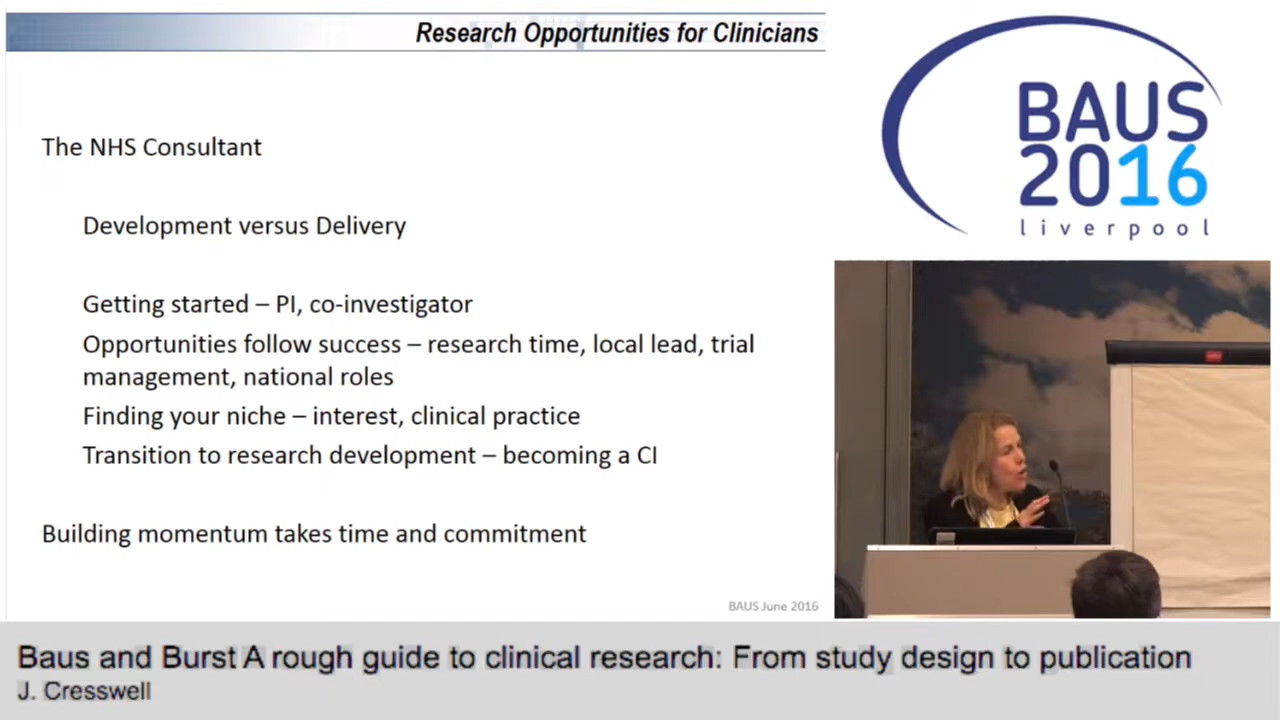 Research Opportunities for Clinicians
The NHS Consultant
Development versus Delivery
Getting started – PI, co-investigator
Opportunities follow success – research time, local lead, trial
management, national roles
Finding your niche – interest, clinical practice
Transition to research development – becoming a CI
Building momentum takes time and commitment
BAUS June 2016
BAUS
2016
liverpool
Baus and Burst A rough guide to clinical research: From study design to publication
J. Cresswell